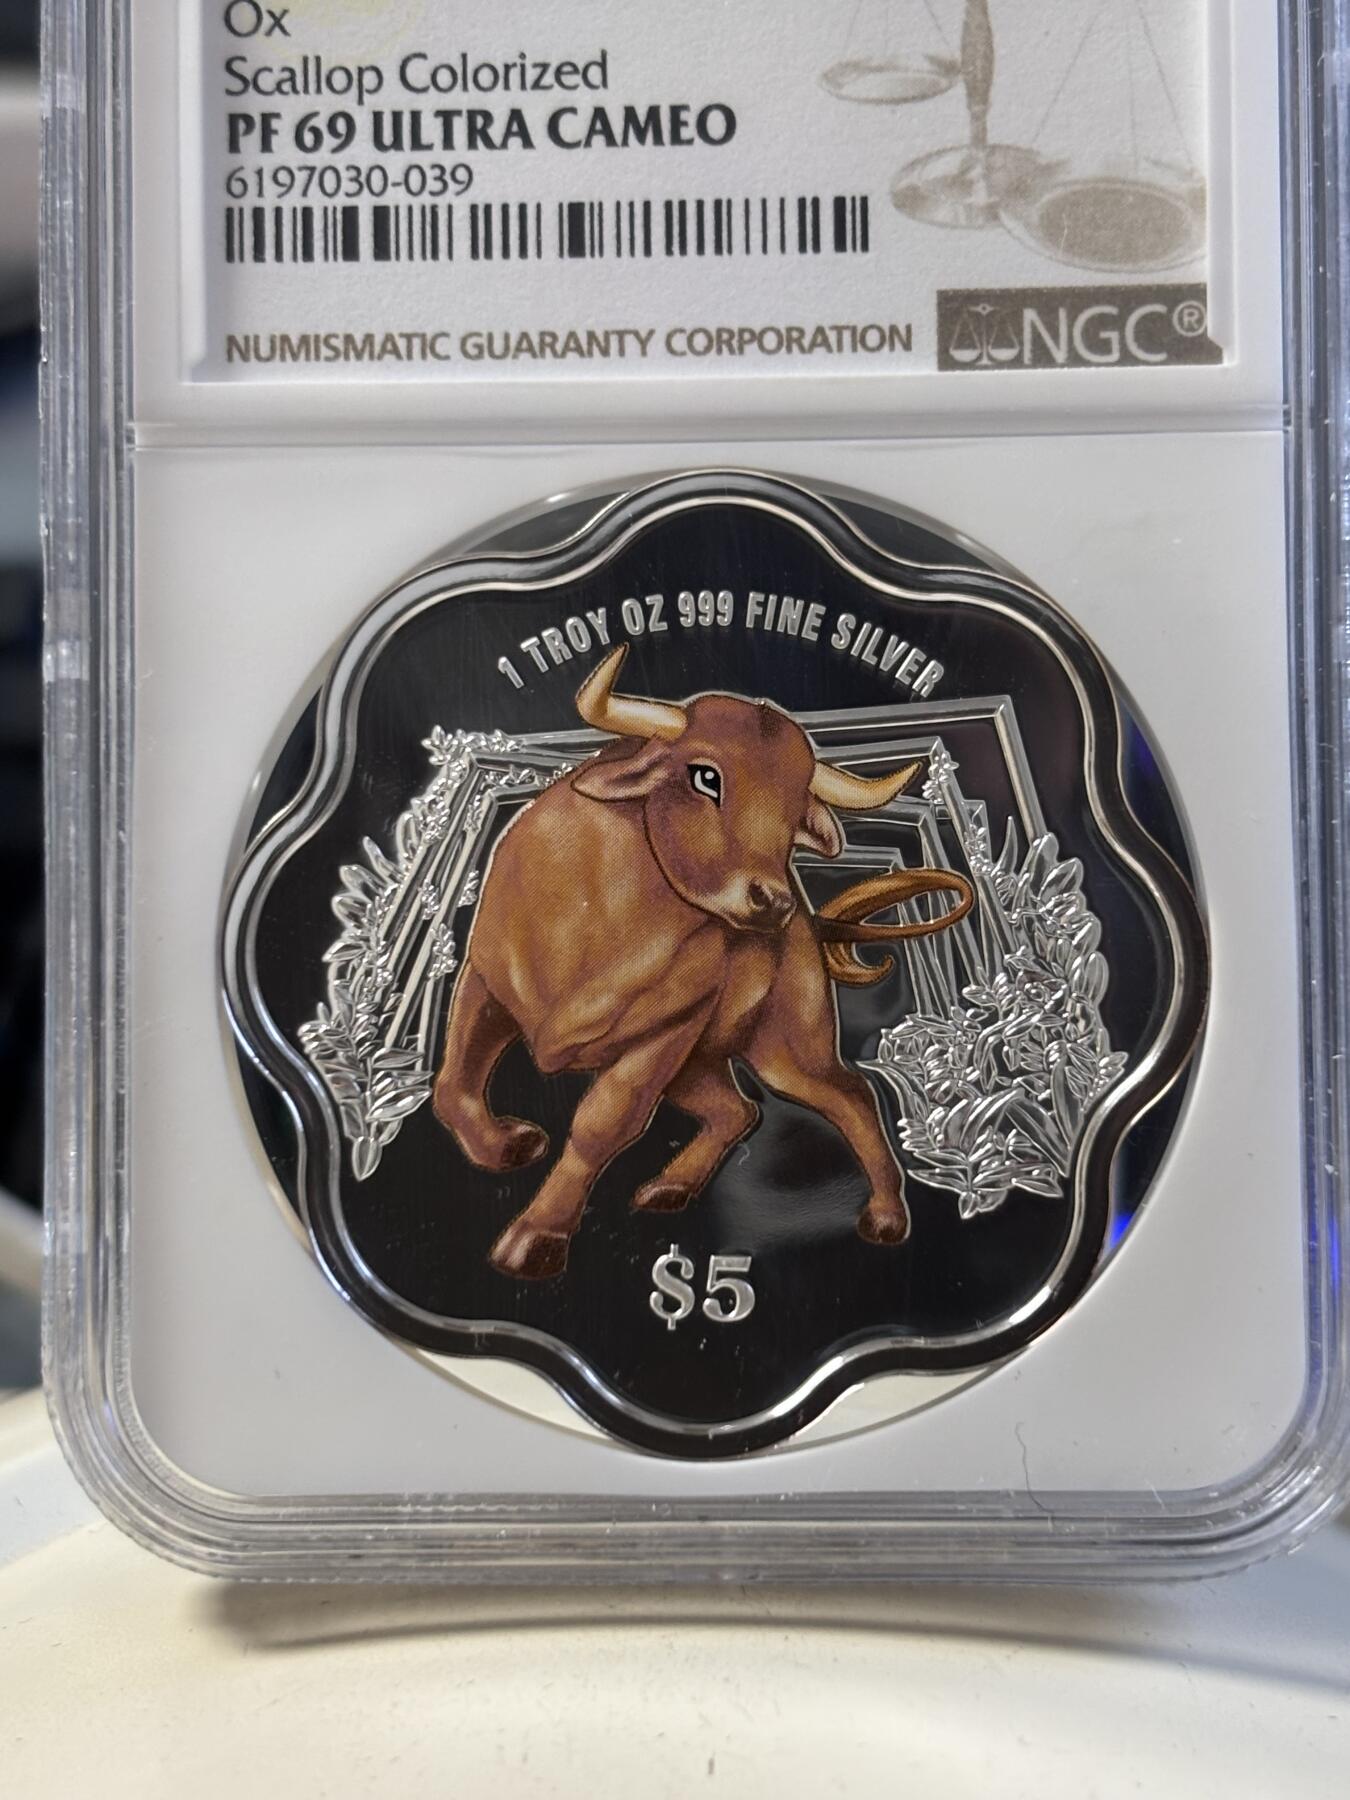 Ox
Scallop Colorized
PF 69 ULTRA CAMEO
6197030-039
NUMISMATIC GUARANTY CORPORATION
NGC®
1 TROY OZ 999 FINE SILVER
$5